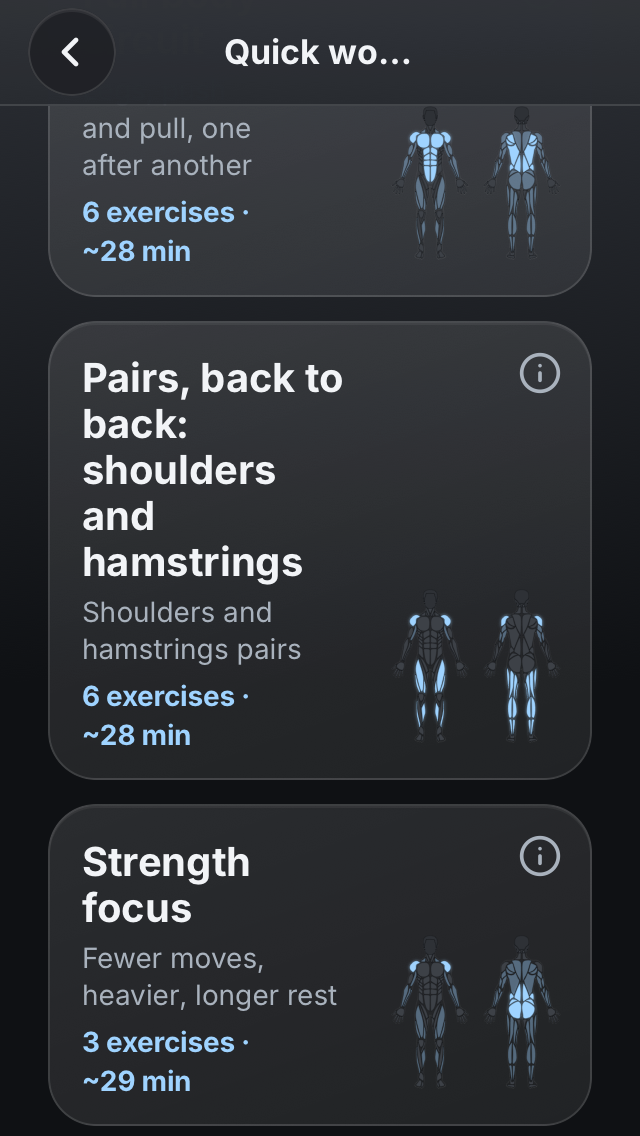 Quick wo...
and pull, one
after another
6 exercises ·
~28 min
Pairs, back to
back:
shoulders
and
hamstrings
Shoulders and
hamstrings pairs
6 exercises ·
~28 min
Strength
focus
Fewer moves,
heavier, longer rest
3 exercises ·
~29 min